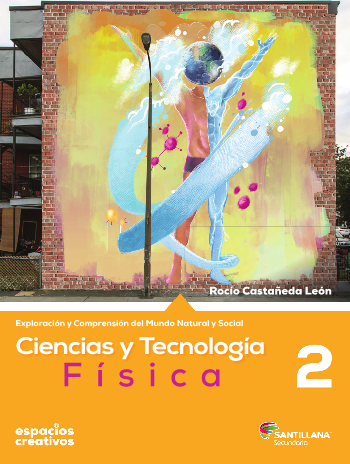 Rocío Castañeda León
Exploración y Comprensión del Mundo Natural y Social
Ciencias y Tecnología
Física
2
espacios
creativos
SANTILLANA
Secundaria